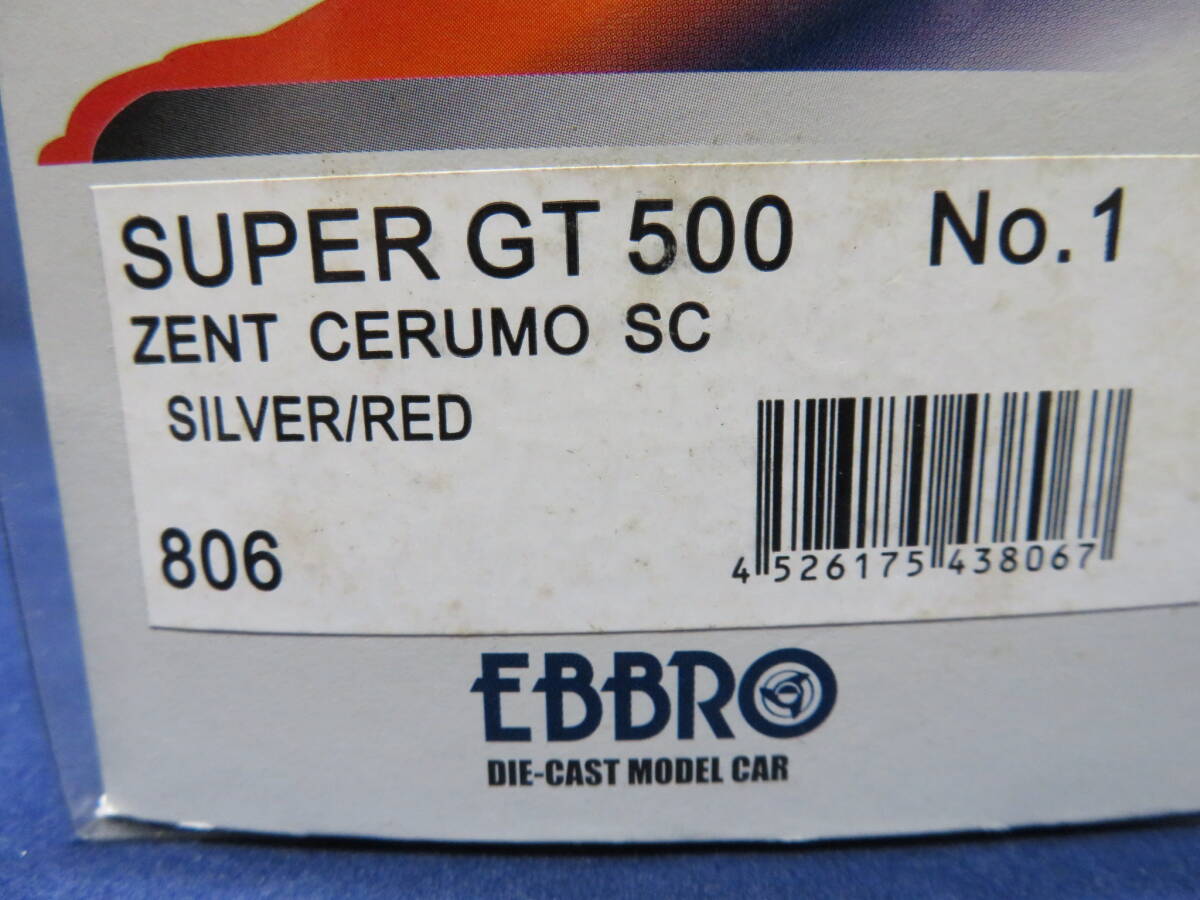 SUPER GT 500 No.1
ZENT CERUMO SC
SILVER/RED
806
4 526175 438067
EBBRO
DIE-CAST MODEL CAR